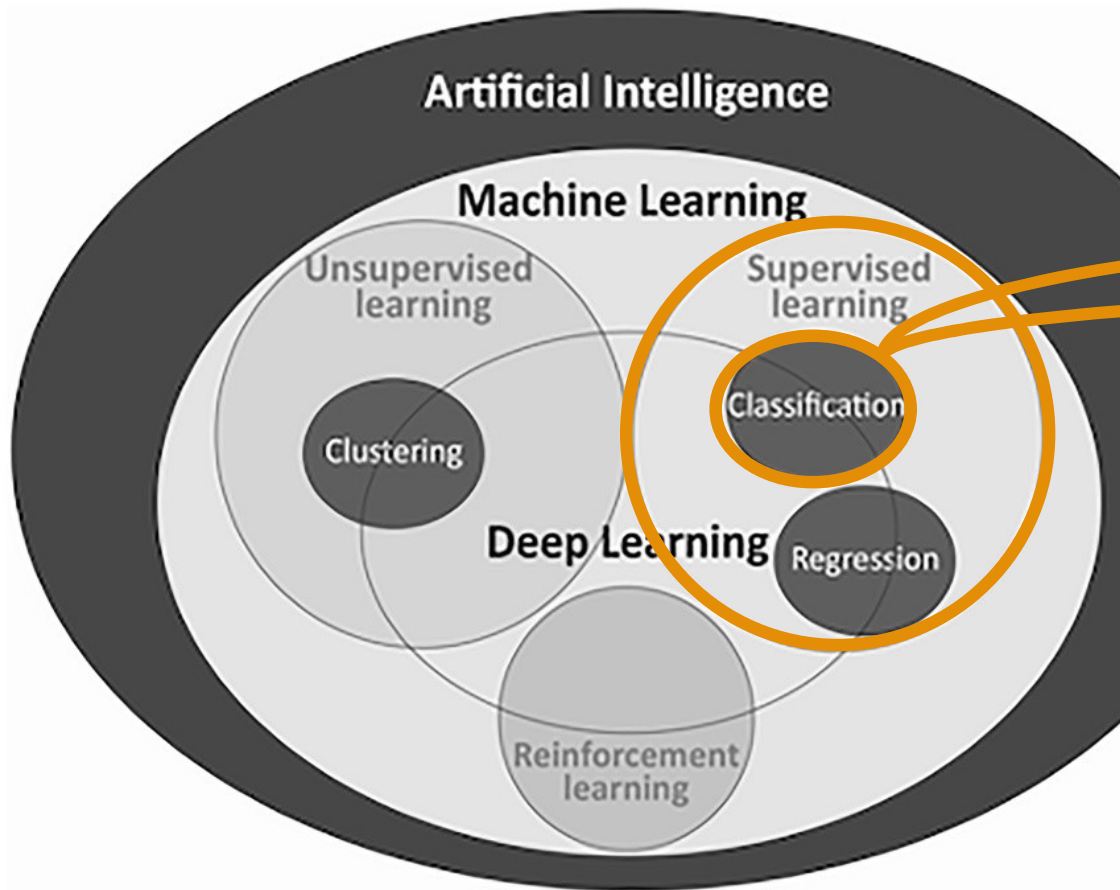 Artificial Intelligence
Machine Learning
Unsupervised
learning
Supervised
learning
Classification
Clustering
Deep Learning
Regression
Reinforcement
learning